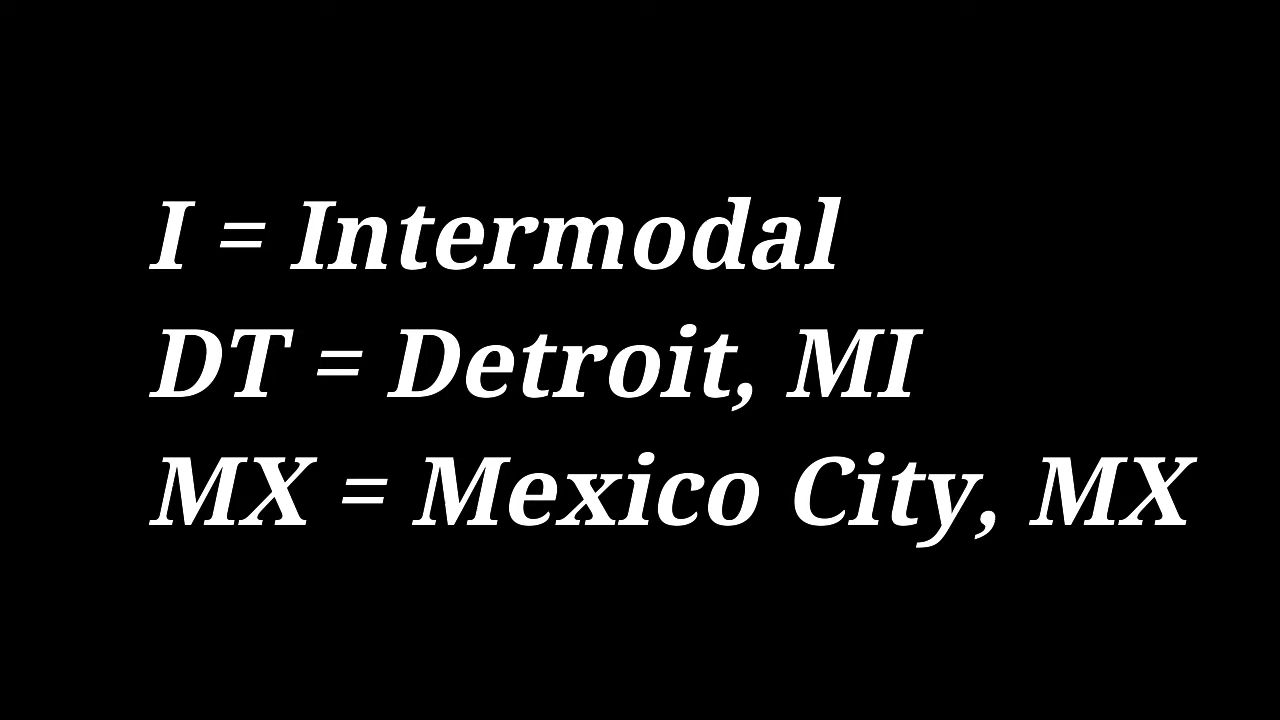 I = Intermodal
DT = Detroit, MI
MX = Mexico City, MX